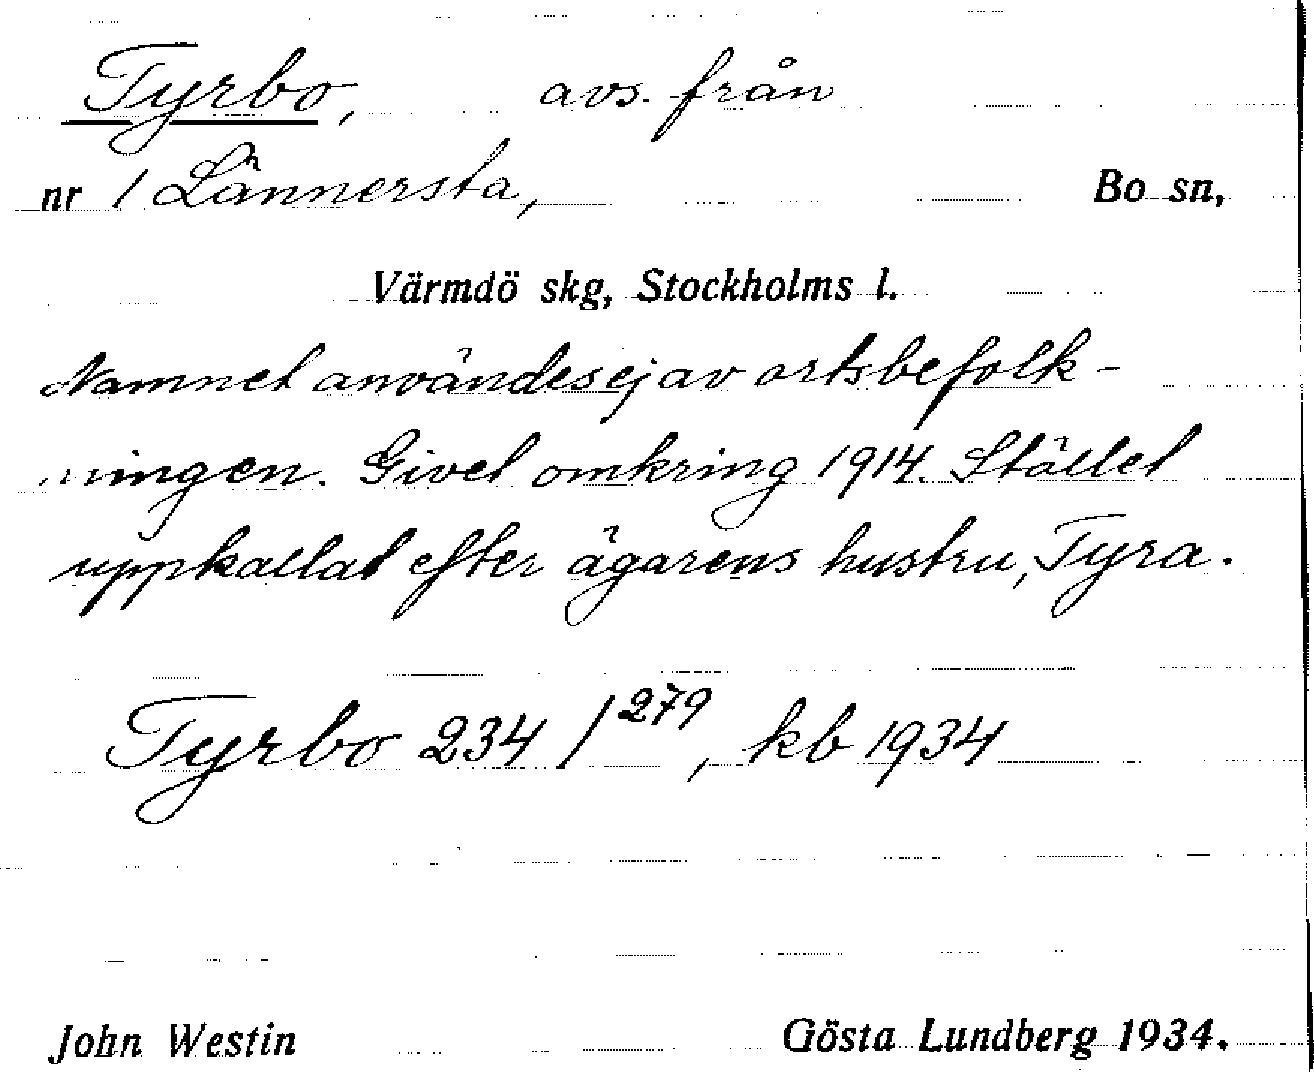 Tyrbo, avs. från
nr 1 Lännersta, Bo sn,
Värmdö skg, Stockholms l.
Namnet användes ej av ortsbefolk-
ningen. Givet omkring 1914. Stället
uppkallat efter ägarens hustru, Tyra.
Tyrbo 234 / 279, kb 1934
John Westin Gösta Lundberg 1934.